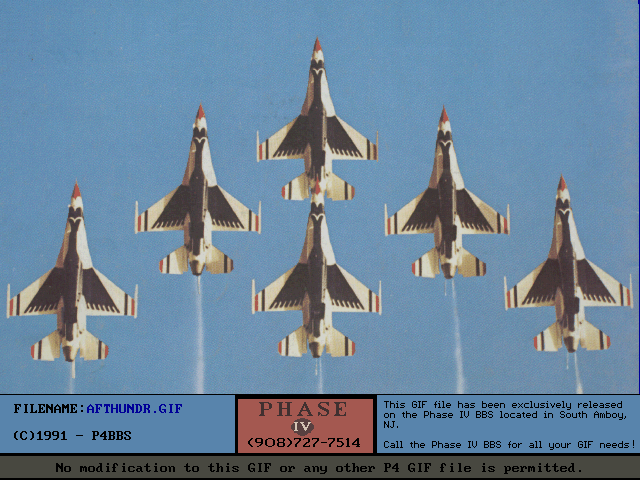 FILENAME:AFTHUNDR.GIF
(C)1991 - P4BBS
PHASE
IV
(908)727-7514
This GIF file has been exclusively released
on the Phase IV BBS located in South Amboy,
NJ.
Call the Phase IV BBS for all your GIF needs!
No modification to this GIF or any other P4 GIF file is permitted.